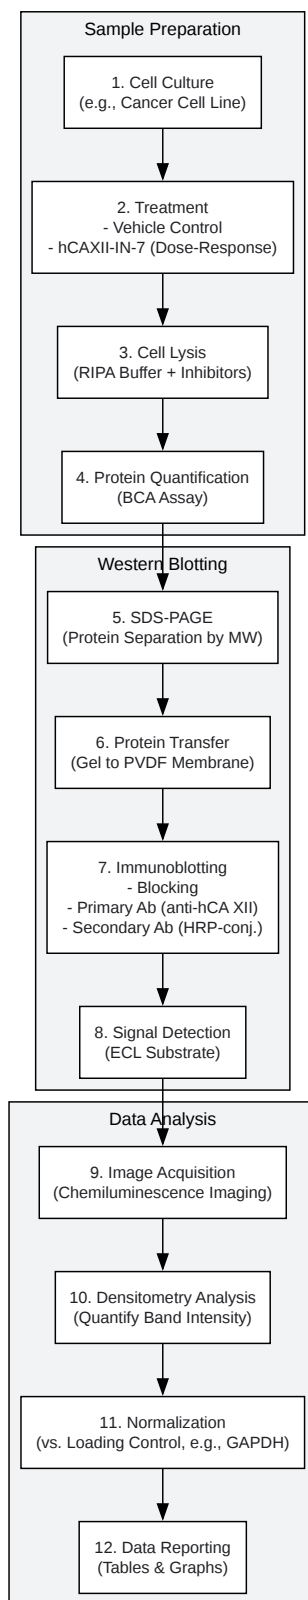 Sample Preparation
1. Cell Culture
(e.g., Cancer Cell Line)
2. Treatment
- Vehicle Control
- hCAXII-IN-7 (Dose-Response)
3. Cell Lysis
(RIPA Buffer + Inhibitors)
4. Protein Quantification
(BCA Assay)
Western Blotting
5. SDS-PAGE
(Protein Separation by MW)
6. Protein Transfer
(Gel to PVDF Membrane)
7. Immunoblotting
- Blocking
- Primary Ab (anti-hCA XII)
- Secondary Ab (HRP-conj.)
8. Signal Detection
(ECL Substrate)
Data Analysis
9. Image Acquisition
(Chemiluminescence Imaging)
10. Densitometry Analysis
(Quantify Band Intensity)
11. Normalization
(vs. Loading Control, e.g., GAPDH)
12. Data Reporting
(Tables & Graphs)